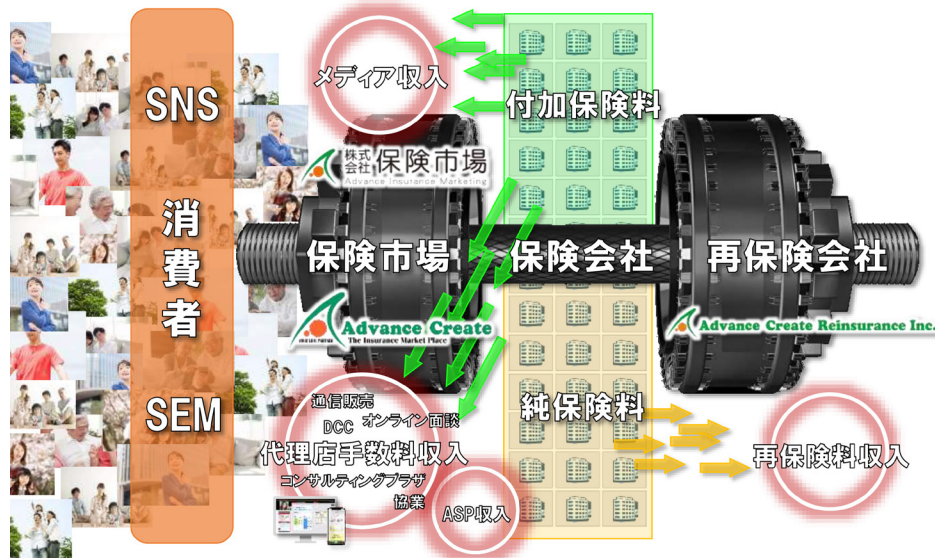 SNS
消費者
SEM
メディア収入
付加保険料
株式会社保険市場
Advance Insurance Marketing
保険市場
保険会社
再保険会社
Advance Create
The Insurance Market Place
Advance Create Reinsurance Inc.
通信販売
DCC
オンライン面談
代理店手数料収入
コンサルティングプラザ
協業
ASP収入
純保険料
再保険料収入